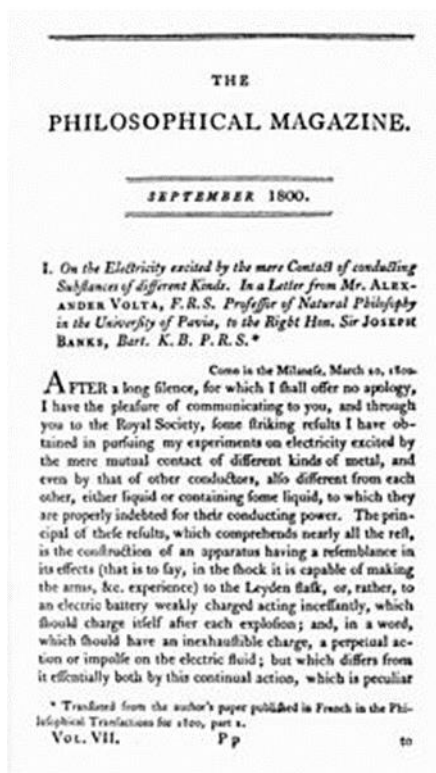 THE
PHILOSOPHICAL MAGAZINE.
SEPTEMBER 1800.
I. On the Electricity excited by the mere Contact of conducting
Subſtances of different Kinds. In a Letter from Mr. ALEX-
ANDER VOLTA, F.R.S. Profeſſor of Natural Philoſophy
in the Univerſity of Pavia, to the Right Hon. Sir JOSEPH
BANKS, Bart. K. B. P. R. S.*
Como in the Milaneſe, March 20, 1800.
AFTER a long ſilence, for which I ſhall offer no apology,
I have the pleaſure of communicating to you, and through
you to the Royal Society, ſome ſtriking reſults I have ob-
tained in purſuing my experiments on electricity excited by
the mere mutual contact of different kinds of metal, and
even by that of other conductors, alſo different from each
other, either liquid or containing ſome liquid, to which they
are properly indebted for their conducting power. The prin-
cipal of theſe reſults, which comprehends nearly all the reſt,
is the conſtruction of an apparatus having a reſemblance in
its effects (that is to ſay, in the ſhock it is capable of making
the arms, &c. experience) to the Leyden flaſk, or, rather, to
an electric battery weakly charged acting inceſſantly, which
ſhould charge itſelf after each exploſion; and, in a word,
which ſhould have an inexhauſtible charge, a perpetual ac-
tion or impulſe on the electric fluid; but which differs from
it eſſentially both by this continual action, which is peculiar
* Tranſlated from the author's paper publiſhed in French in the Phi-
loſophical Tranſactions for 1800, part 2.
VOL. VII. P p to